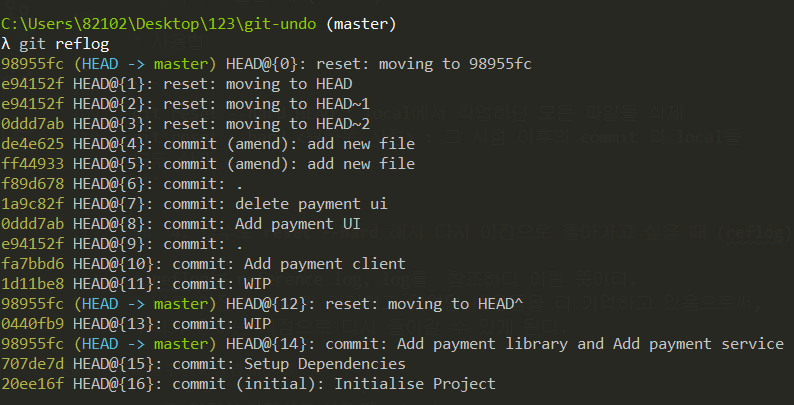 C:\Users\82102\Desktop\123\git-undo (master)
λ git reflog
98955fc (HEAD -> master) HEAD@{0}: reset: moving to 98955fc
e94152f HEAD@{1}: reset: moving to HEAD
e94152f HEAD@{2}: reset: moving to HEAD~1
0ddd7ab HEAD@{3}: reset: moving to HEAD~2
de4e625 HEAD@{4}: commit (amend): add new file
ff44933 HEAD@{5}: commit (amend): add new file
f89d678 HEAD@{6}: commit: .
1a9c82f HEAD@{7}: commit: delete payment ui
0ddd7ab HEAD@{8}: commit: Add payment UI
e94152f HEAD@{9}: commit: .
fa7bbd6 HEAD@{10}: commit: Add payment client
1d11be8 HEAD@{11}: commit: WIP
98955fc (HEAD -> master) HEAD@{12}: reset: moving to HEAD^
0440fb9 HEAD@{13}: commit: WIP
98955fc (HEAD -> master) HEAD@{14}: commit: Add payment library and Add payment service
707de7d HEAD@{15}: commit: Setup Dependencies
20ee16f HEAD@{16}: commit (initial): Initialise Project